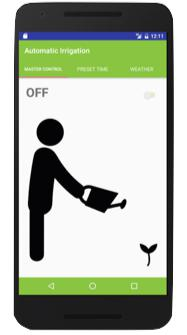 12:11
Automatic Irrigation
MASTER CONTROL PRESET TIME WEATHER
OFF